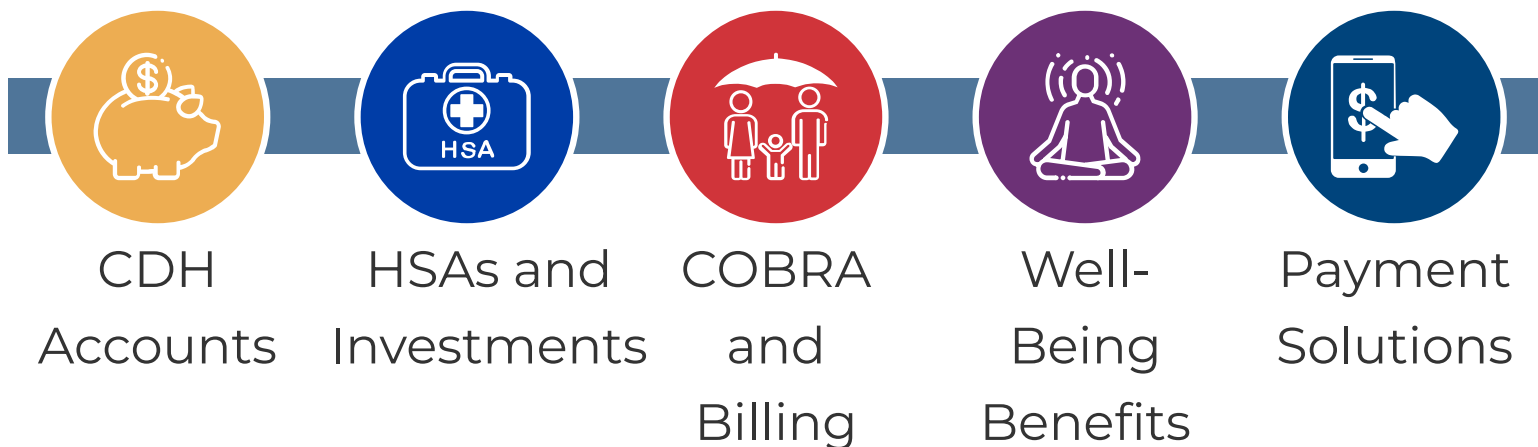 $
HSA
$
CDH
Accounts
HSAs and
Investments
COBRA
and
Billing
Well-
Being
Benefits
Payment
Solutions